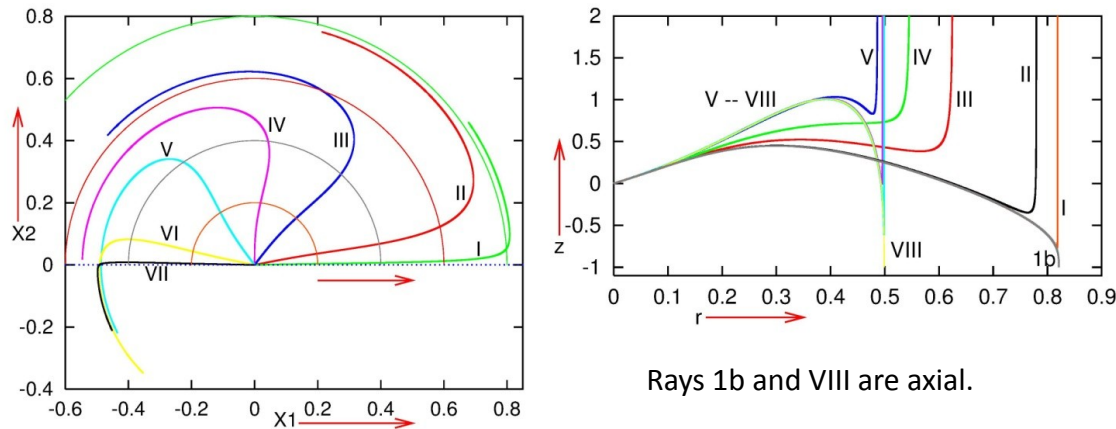 0.8
0.6
0.4
0.2
0
-0.2
-0.4
-0.6 -0.4 -0.2 0 0.2 0.4 0.6 0.8
X2
X1
I
II
III
IV
V
VI
VII
2
1.5
1
0.5
0
-0.5
-1
0 0.1 0.2 0.3 0.4 0.5 0.6 0.7 0.8 0.9
z
r
V IV
II
III
V -- VIII
I
VIII
1b
Rays 1b and VIII are axial.